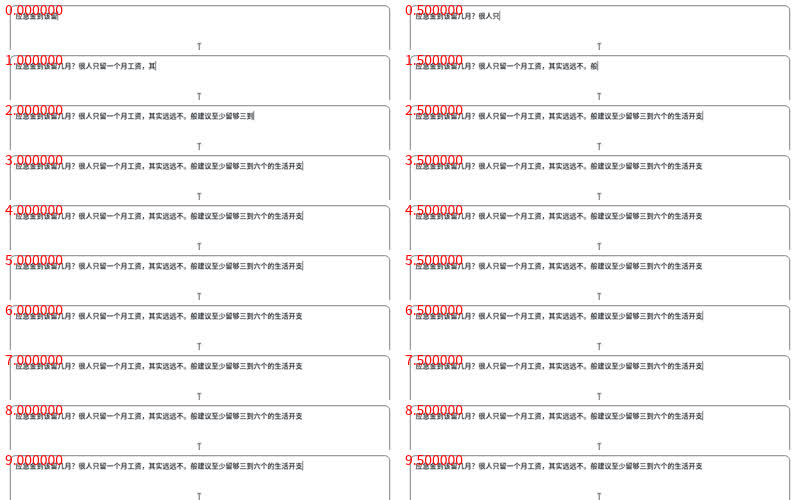 0.000000
应急金到该留
0.500000
应急金到该留几月？很人只
1.000000
应急金到该留几月？很人只留一个月工资，其
1.500000
应急金到该留几月？很人只留一个月工资，其实远远不。般
2.000000
应急金到该留几月？很人只留一个月工资，其实远远不。般建议至少留够三到
2.500000
应急金到该留几月？很人只留一个月工资，其实远远不。般建议至少留够三到六个的生活开支
3.000000
应急金到该留几月？很人只留一个月工资，其实远远不。般建议至少留够三到六个的生活开支
3.500000
应急金到该留几月？很人只留一个月工资，其实远远不。般建议至少留够三到六个的生活开支
4.000000
应急金到该留几月？很人只留一个月工资，其实远远不。般建议至少留够三到六个的生活开支
4.500000
应急金到该留几月？很人只留一个月工资，其实远远不。般建议至少留够三到六个的生活开支
5.000000
应急金到该留几月？很人只留一个月工资，其实远远不。般建议至少留够三到六个的生活开支
5.500000
应急金到该留几月？很人只留一个月工资，其实远远不。般建议至少留够三到六个的生活开支
6.000000
应急金到该留几月？很人只留一个月工资，其实远远不。般建议至少留够三到六个的生活开支
6.500000
应急金到该留几月？很人只留一个月工资，其实远远不。般建议至少留够三到六个的生活开支
7.000000
应急金到该留几月？很人只留一个月工资，其实远远不。般建议至少留够三到六个的生活开支
7.500000
应急金到该留几月？很人只留一个月工资，其实远远不。般建议至少留够三到六个的生活开支
8.000000
应急金到该留几月？很人只留一个月工资，其实远远不。般建议至少留够三到六个的生活开支
8.500000
应急金到该留几月？很人只留一个月工资，其实远远不。般建议至少留够三到六个的生活开支
9.000000
应急金到该留几月？很人只留一个月工资，其实远远不。般建议至少留够三到六个的生活开支
9.500000
应急金到该留几月？很人只留一个月工资，其实远远不。般建议至少留够三到六个的生活开支